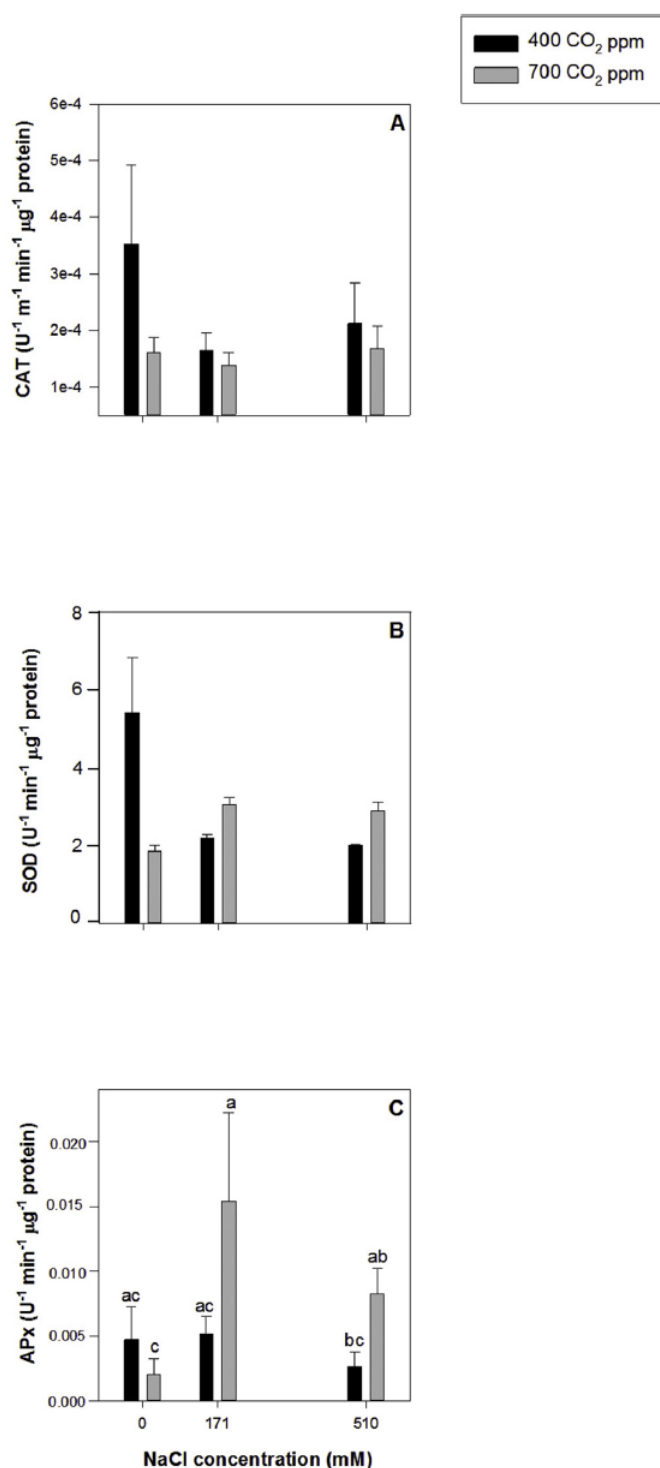 400 CO₂ ppm
700 CO₂ ppm
A
CAT (U⁻¹ m⁻¹ min⁻¹ µg⁻¹ protein)
6e-4
5e-4
4e-4
3e-4
2e-4
1e-4
B
SOD (U⁻¹ min⁻¹ µg⁻¹ protein)
8
6
4
2
0
C
APx (U⁻¹ min⁻¹ µg⁻¹ protein)
0.020
0.015
0.010
0.005
0.000
ac
c
ac
a
bc
ab
0
171
510
NaCl concentration (mM)